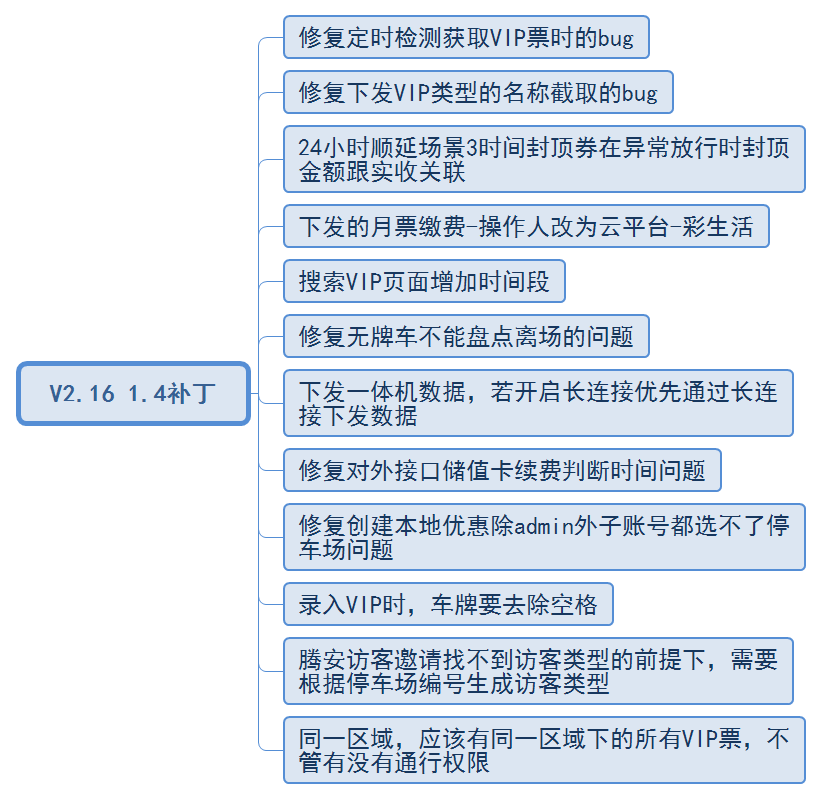 修复定时检测获取VIP票时的bug
修复下发VIP类型的名称截取的bug
24小时顺延场景3时间封顶券在异常放行时封顶
金额跟实收关联
下发的月票缴费-操作人改为云平台-彩生活
搜索VIP页面增加时间段
修复无牌车不能盘点离场的问题
V2.16 1.4补丁
下发一体机数据，若开启长连接优先通过长连
接下发数据
修复对外接口储值卡续费判断时间问题
修复创建本地优惠除admin外子账号都选不了停
车场问题
录入VIP时，车牌要去除空格
腾安访客邀请找不到访客类型的前提下，需要
根据停车场编号生成访客类型
同一区域，应该有同一区域下的所有VIP票，不
管有没有通行权限